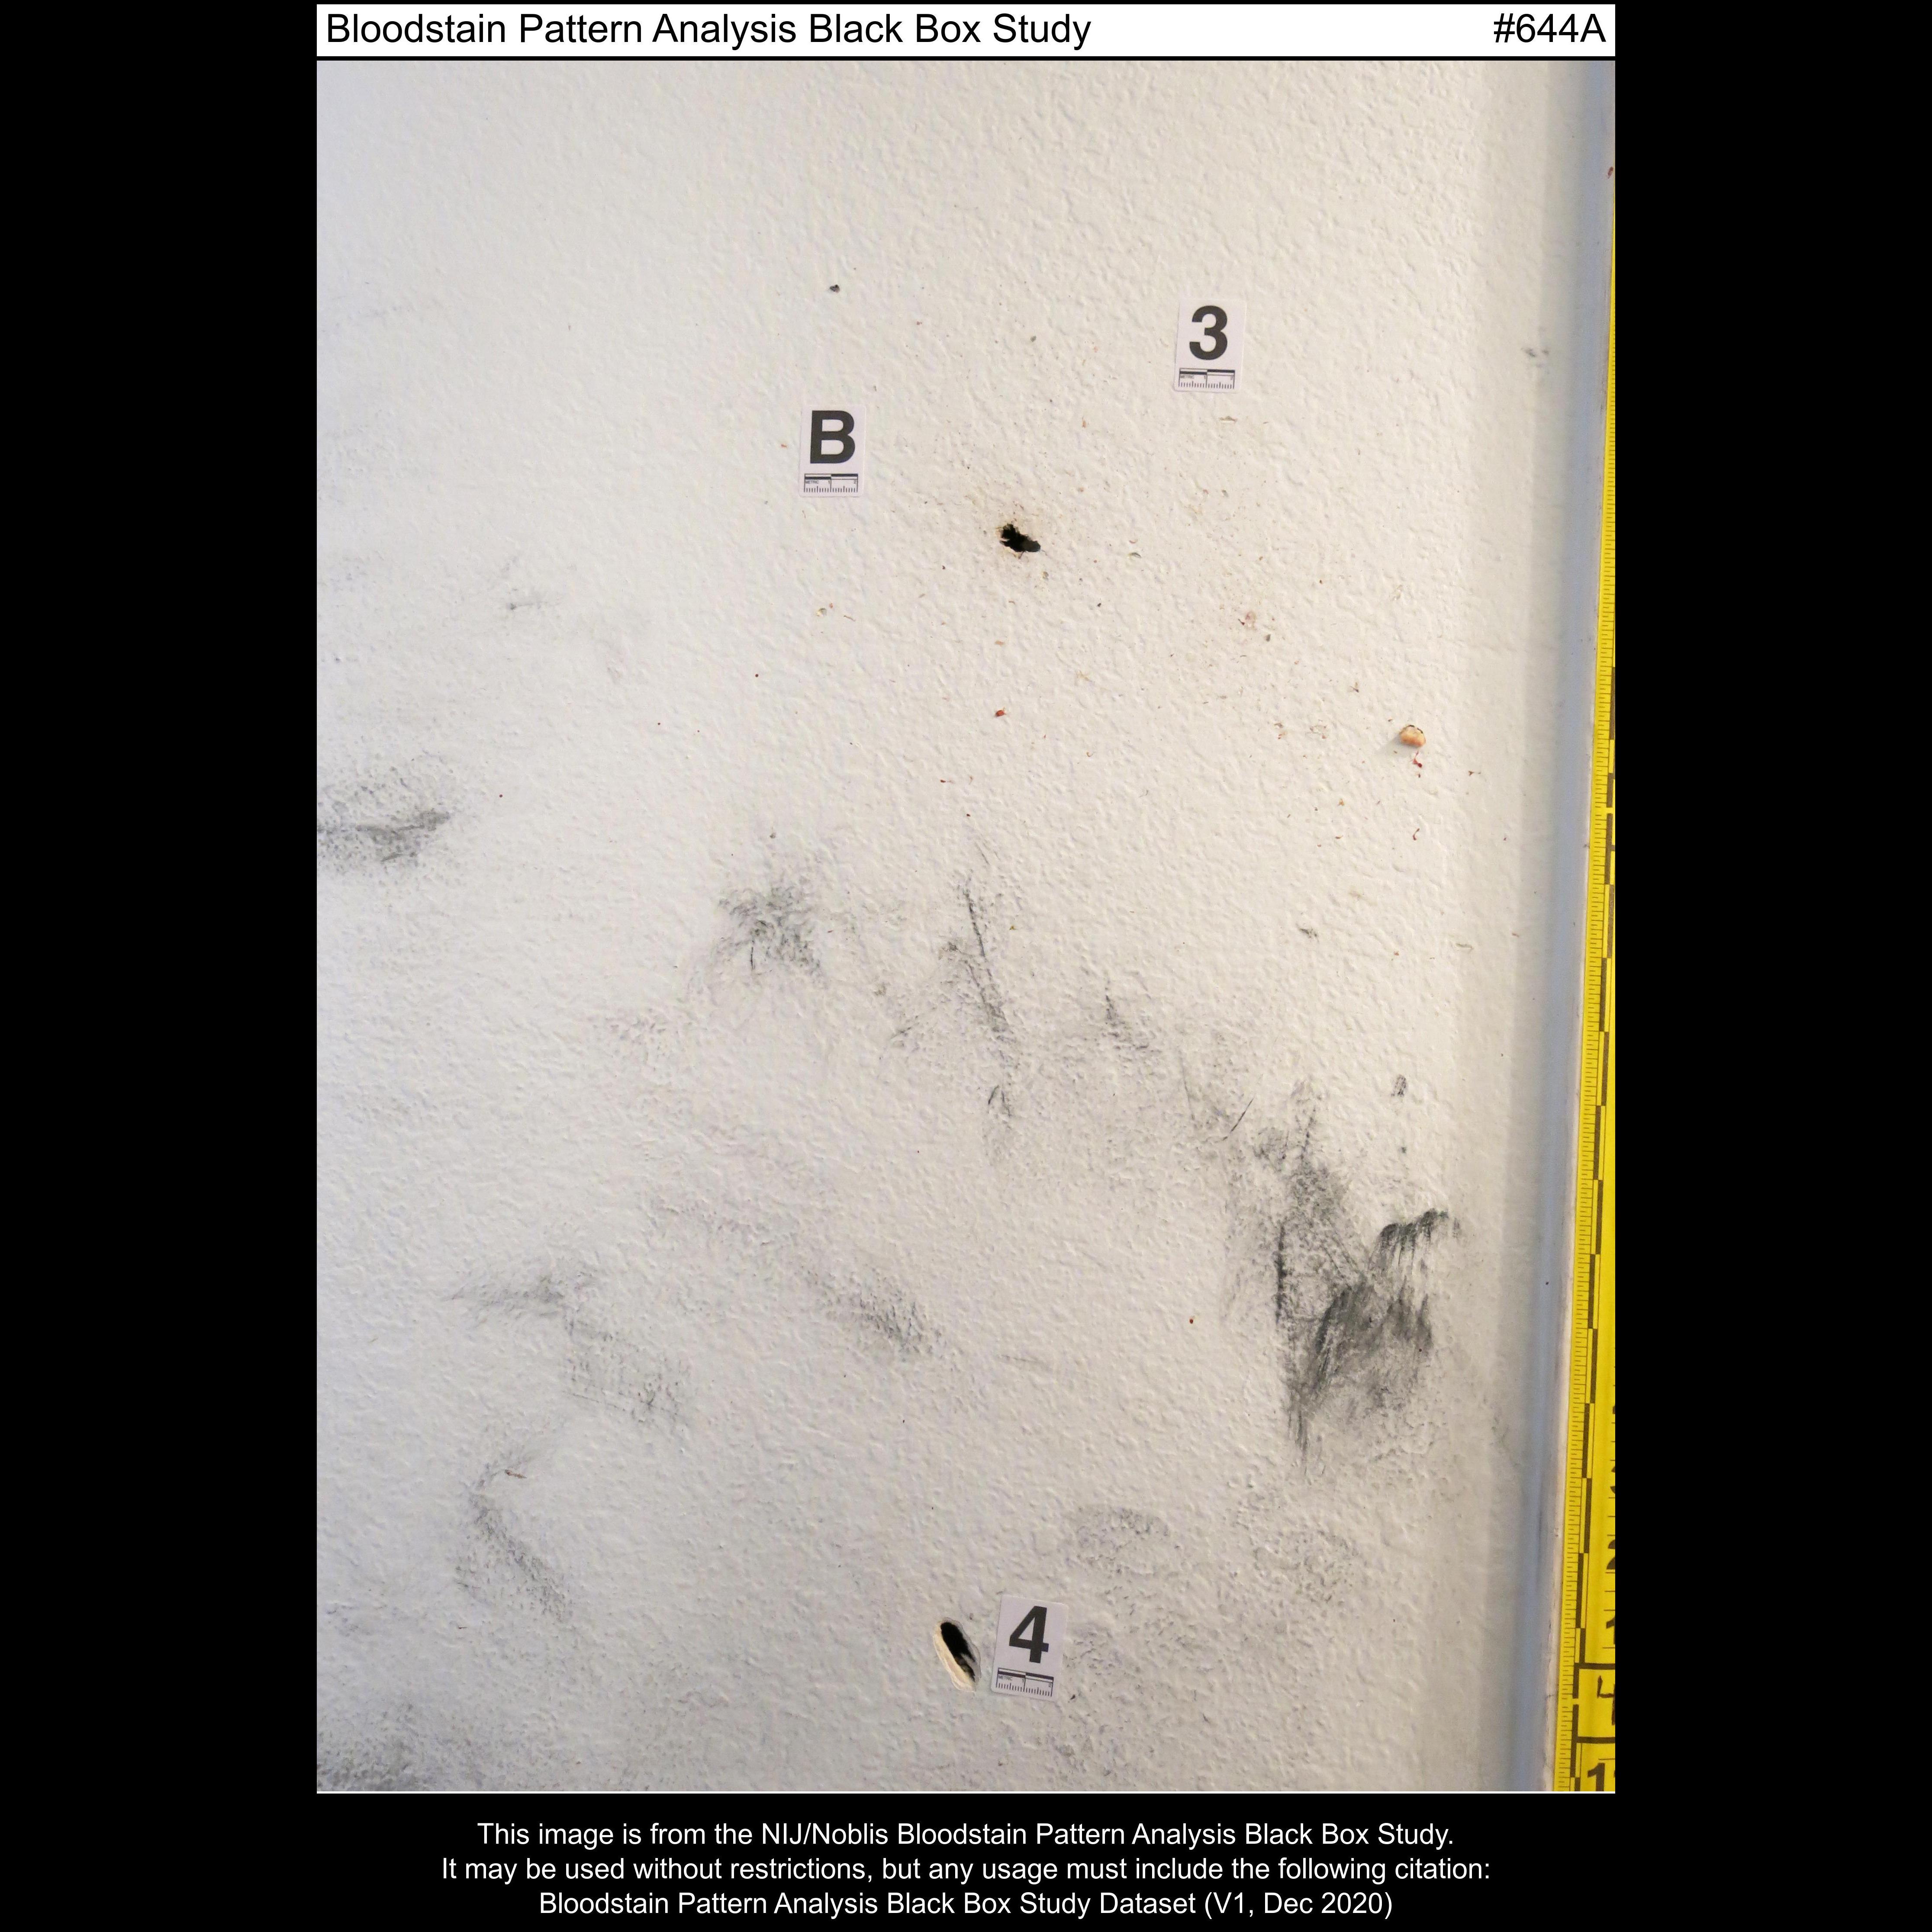 Bloodstain Pattern Analysis Black Box Study #644A
3
B
4
This image is from the NIJ/Noblis Bloodstain Pattern Analysis Black Box Study.
It may be used without restrictions, but any usage must include the following citation:
Bloodstain Pattern Analysis Black Box Study Dataset (V1, Dec 2020)